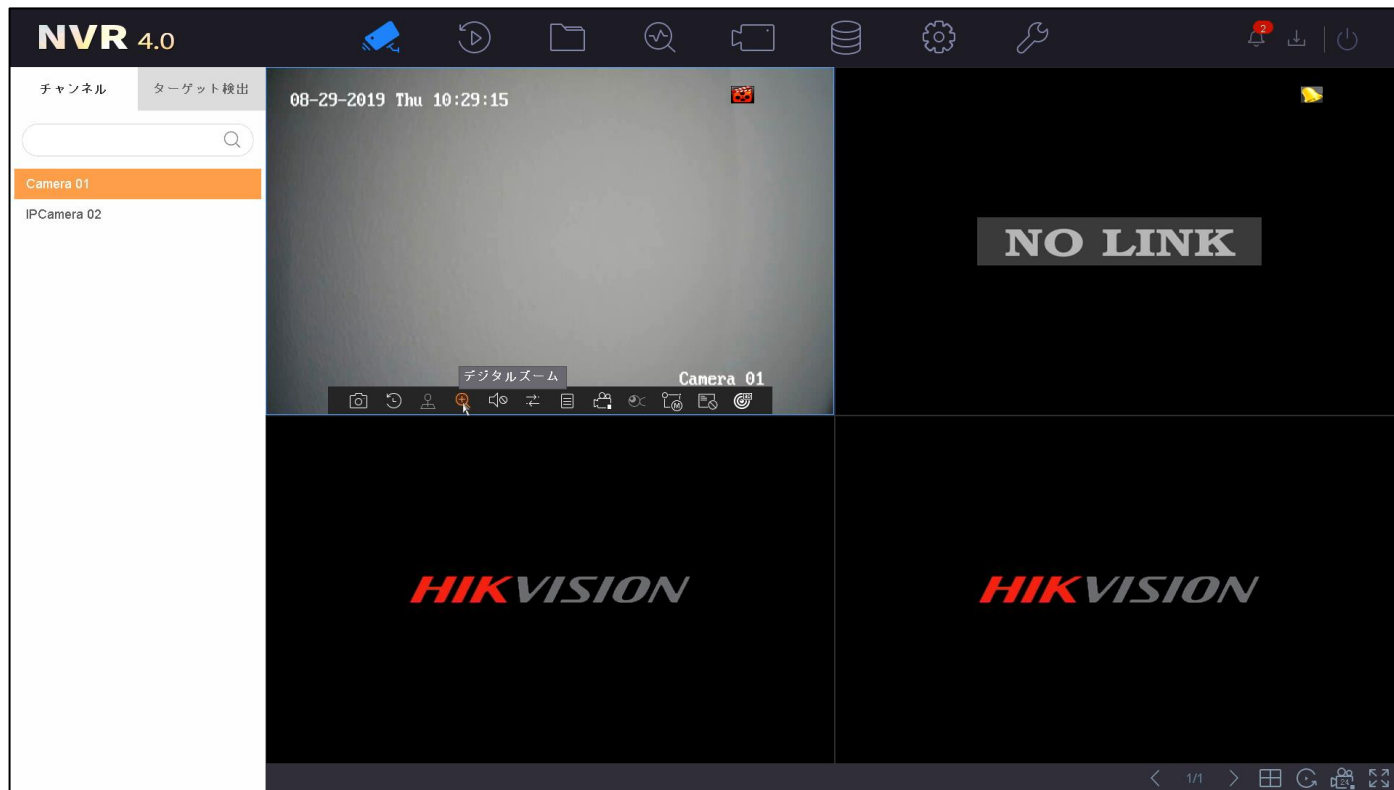 NVR 4.0
2
チャンネル
ターゲット検出
Camera 01
IPCamera 02
08-29-2019 Thu 10:29:15
デジタルズーム
Camera 01
NO LINK
HIKVISION
HIKVISION
1/1
24